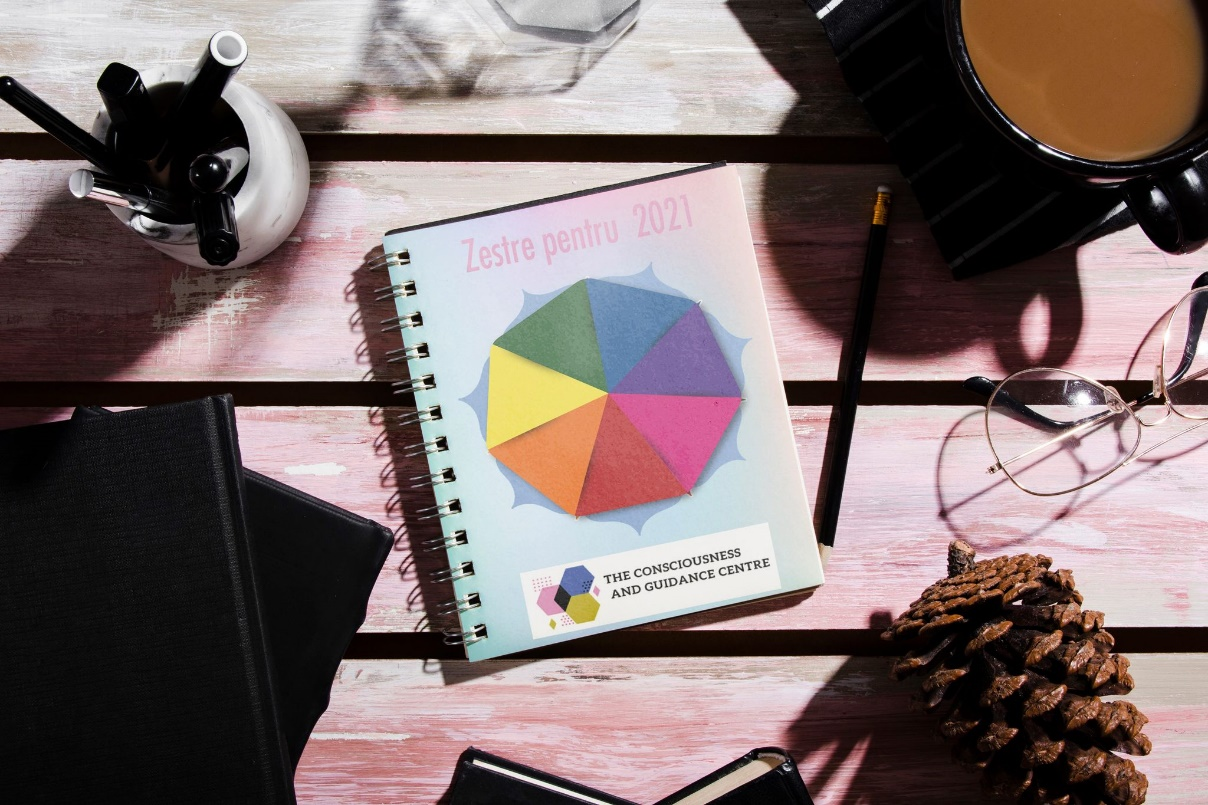 Zestre pentru 2021
THE CONSCIOUSNESS
AND GUIDANCE CENTRE